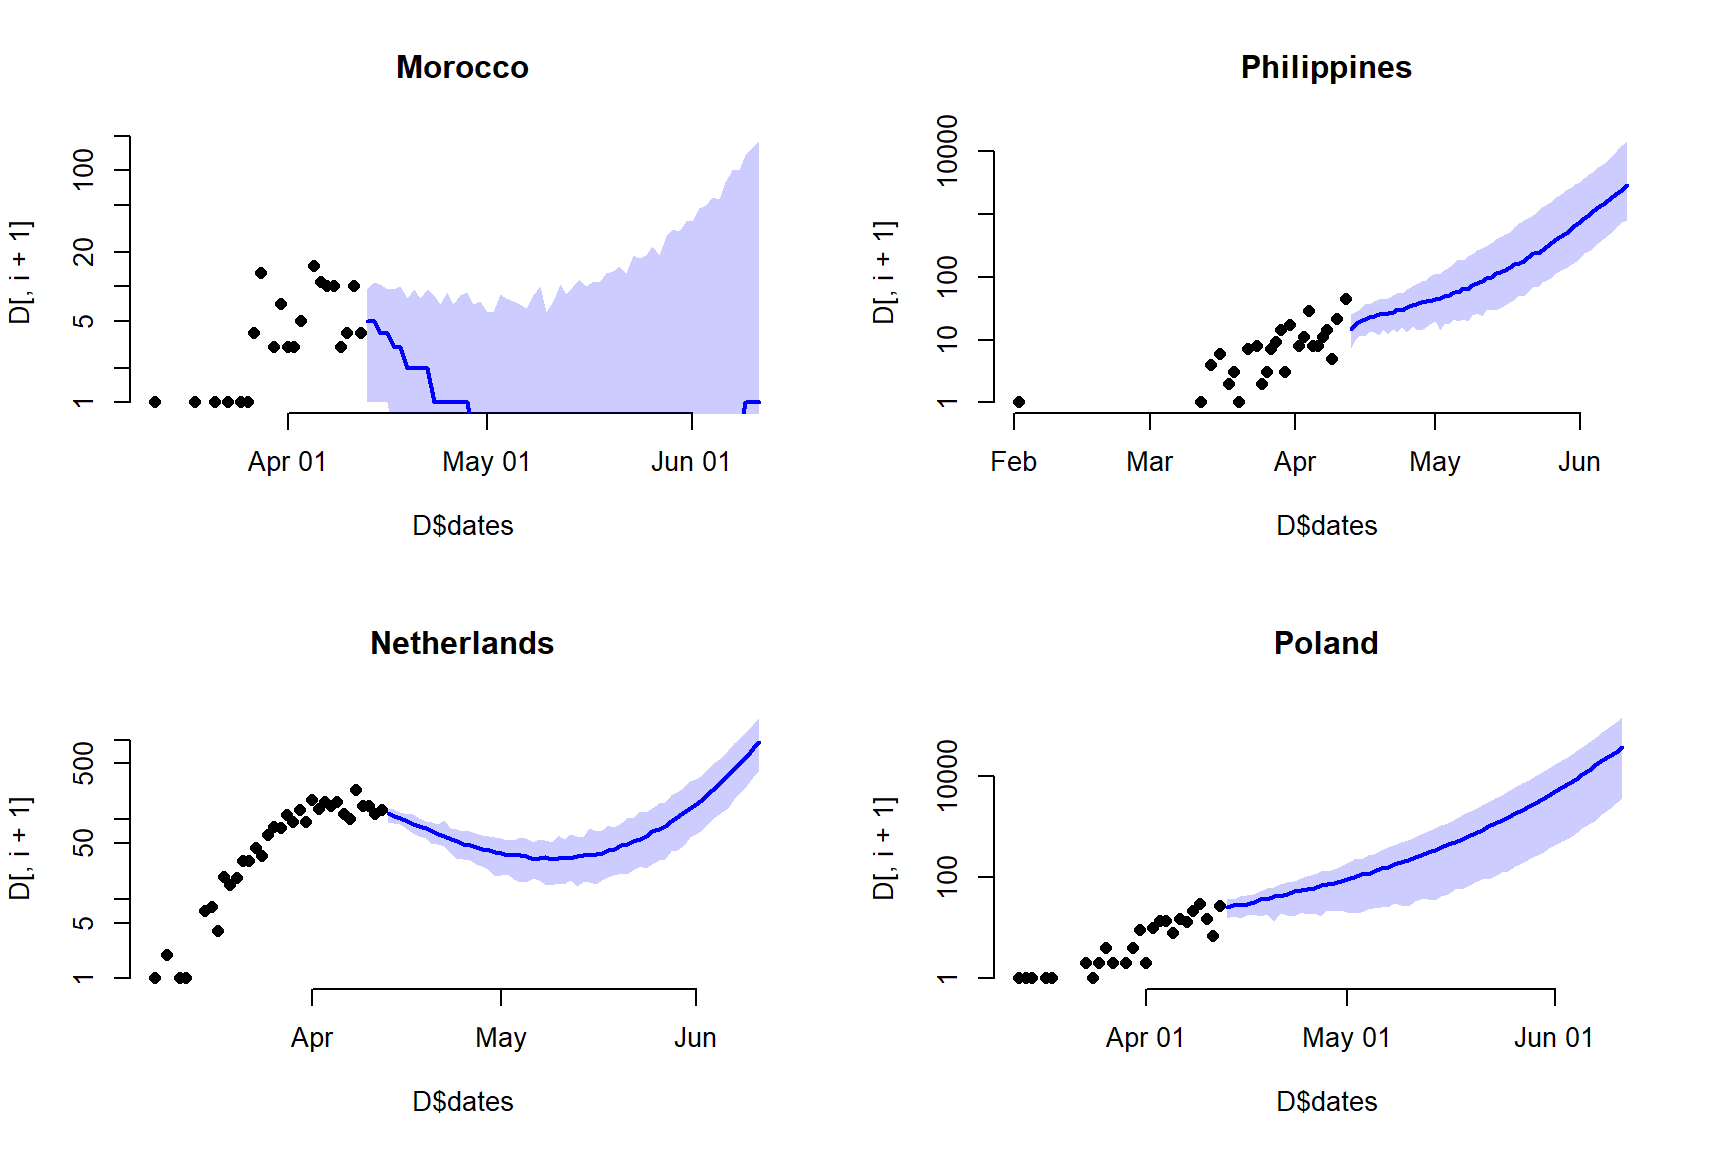 Morocco
D[, i + 1]
1
5
20
100
Apr 01
May 01
Jun 01
D$dates
Philippines
D[, i + 1]
1
10
100
10000
Feb
Mar
Apr
May
Jun
D$dates
Netherlands
D[, i + 1]
1
5
50
500
Apr
May
Jun
D$dates
Poland
D[, i + 1]
1
100
10000
Apr 01
May 01
Jun 01
D$dates